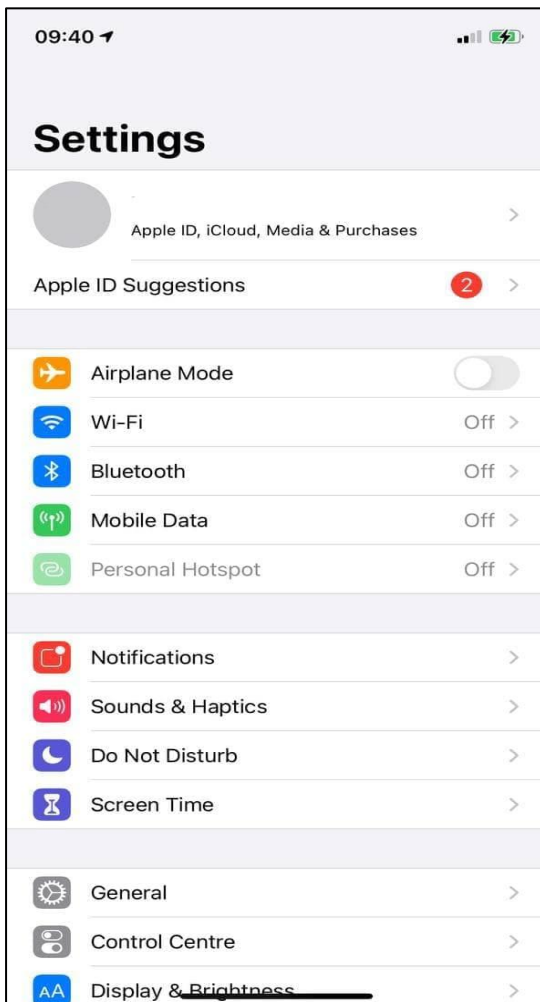 09:40
Settings
Apple ID, iCloud, Media & Purchases
Apple ID Suggestions 2
Airplane Mode
Wi-Fi Off
Bluetooth Off
Mobile Data Off
Personal Hotspot Off
Notifications
Sounds & Haptics
Do Not Disturb
Screen Time
General
Control Centre
AA Display & Brightness